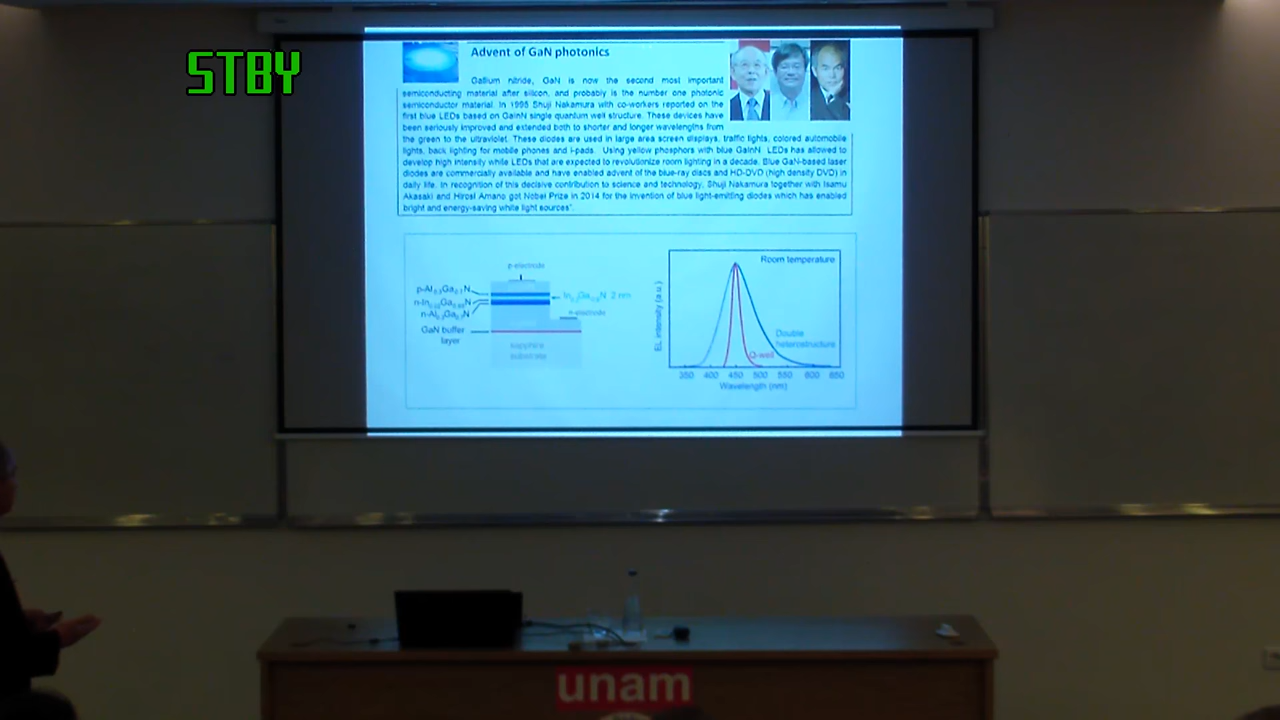 STBY
Advent of GaN photonics
Gallium nitride, GaN is now the second most important
semiconducting material after silicon, and probably is the number one photonic
semiconductor material. In 1995 Shuji Nakamura with co-workers reported on the
first blue LEDs based on GaInN single quantum well structure. These devices have
been seriously improved and extended both to shorter and longer wavelengths from
the green to the ultraviolet. These diodes are used in large area screen displays, traffic lights, colored automobile
lights, back lighting for mobile phones and i-pads. Using yellow phosphors with blue GaInN LEDs has allowed to
develop high intensity while LEDs that are expected to revolutionize room lighting in a decade. Blue GaN-based laser
diodes are commercially available and have enabled advent of the blue-ray discs and HD-DVD (high density DVD) in
daily life. In recognition of this decisive contribution to science and technology, Shuji Nakamura together with Isamu
Akasaki and Hirosi Amano got Nobel Prize in 2014 for the invention of blue light-emitting diodes which has enabled
bright and energy-saving white light sources".
p-electrode
n-electrode
GaN buffer
layer
sapphire
substrate
Room temperature
EL intensity (a.u.)
Double
heterostructure
Q-well
350 400 450 500 550 600 650
Wavelength (nm)
unam